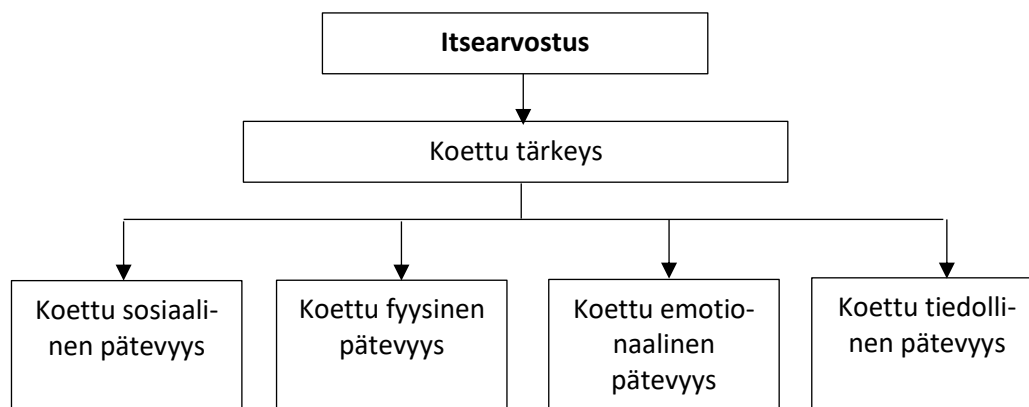 Itsearvostus
Koettu tärkeys
Koettu sosiaali-
nen pätevyys
Koettu fyysinen
pätevyys
Koettu emotio-
naalinen
pätevyys
Koettu tiedolli-
nen pätevyys